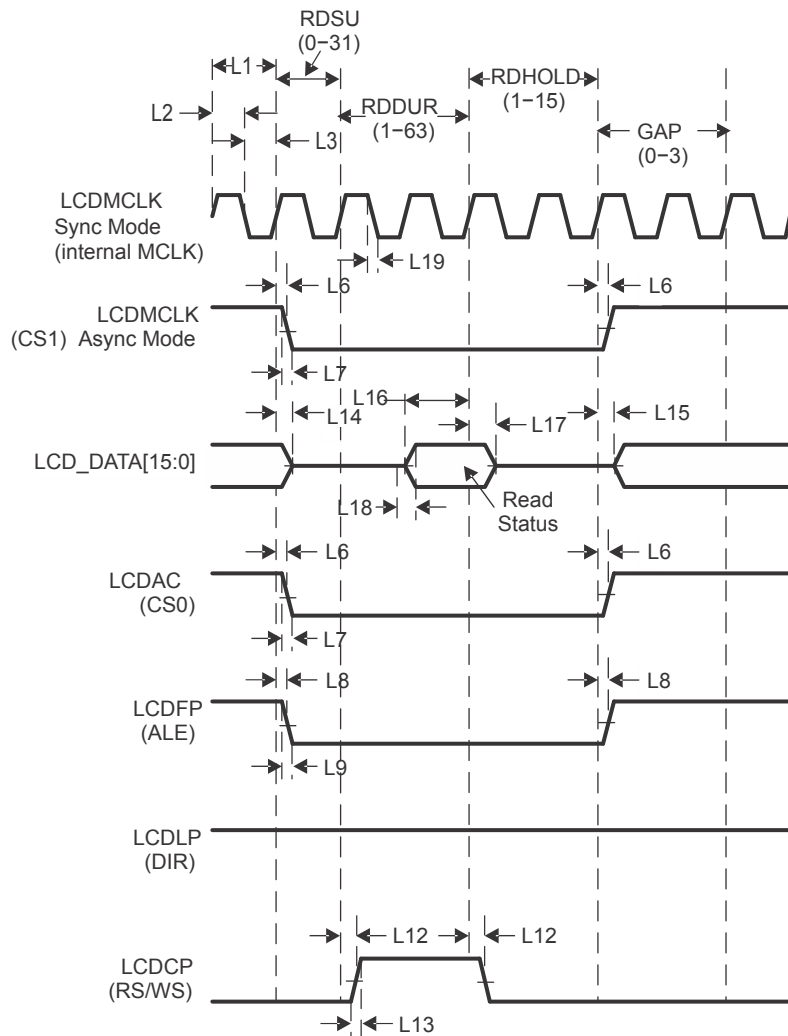 RDSU
(0−31)
L1
RDHOLD
(1−15)
L2
RDDUR
(1−63)
GAP
(0−3)
L3
LCDMCLK
Sync Mode
(internal MCLK)
L19
L6
L6
LCDMCLK
(CS1) Async Mode
L7
L16
L14
L17
L15
LCD_DATA[15:0]
L18
Read
Status
L6
L6
LCDAC
(CS0)
L7
L8
L8
LCDFP
(ALE)
L9
LCDLP
(DIR)
L12
L12
LCDCP
(RS/WS)
L13